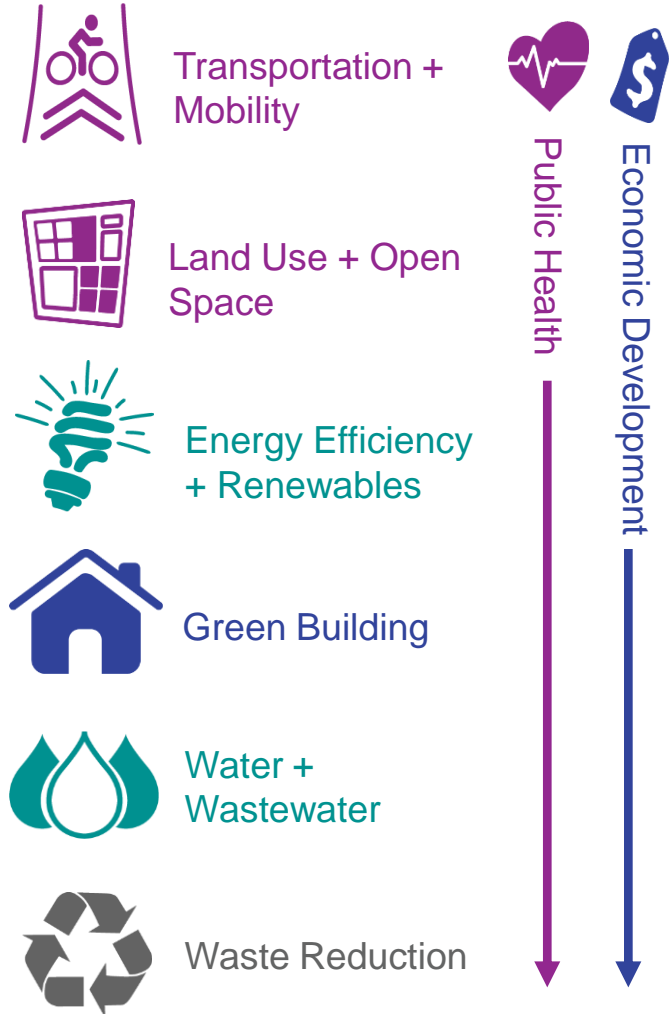 Transportation +
Mobility
Land Use + Open
Space
Energy Efficiency
+ Renewables
Green Building
Water +
Wastewater
Waste Reduction
Public Health
$
Economic Development